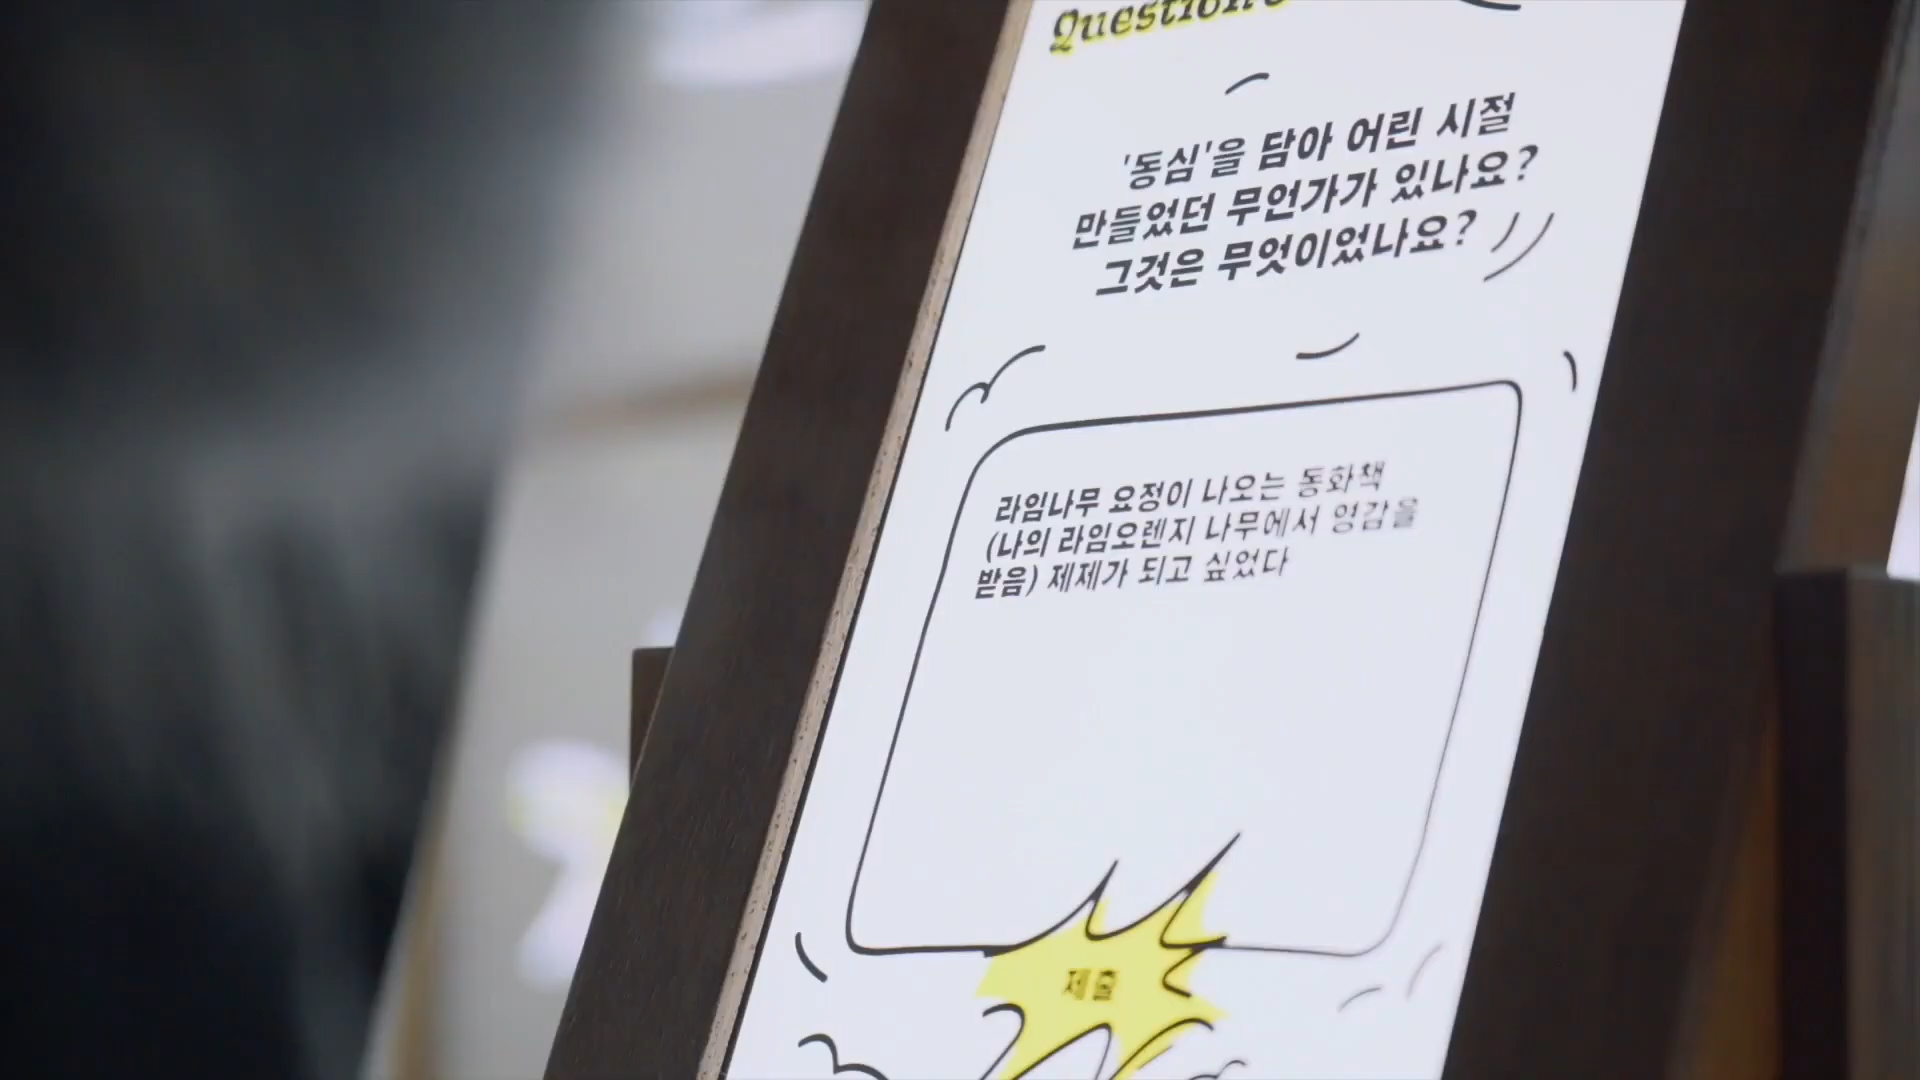 '동심'을 담아 어린 시절
만들었던 무언가가 있나요?
그것은 무엇이었나요?
라임나무 요정이 나오는 동화책
(나의 라임오렌지 나무에서 영감을
받음) 제제가 되고 싶었다
제출